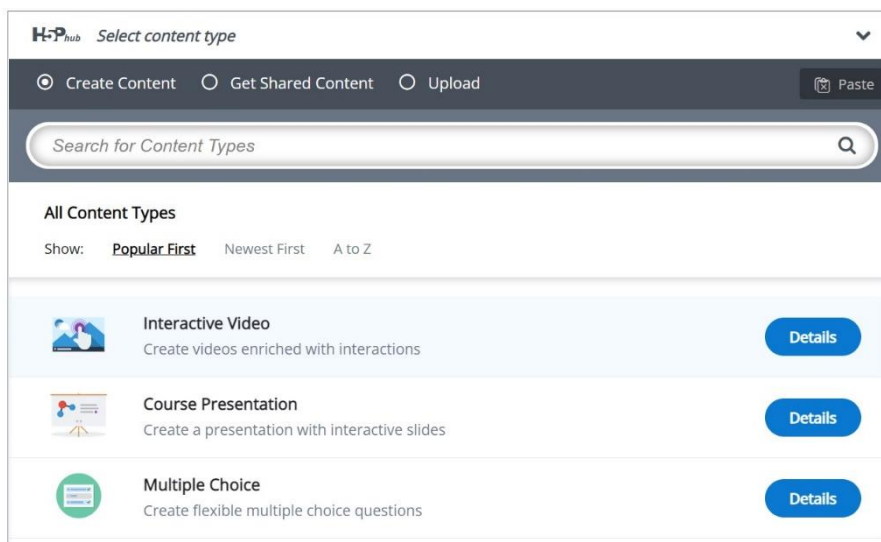 H5P hub Select content type
Create Content Get Shared Content Upload Paste
Search for Content Types
All Content Types
Show: Popular First Newest First A to Z
Interactive Video
Create videos enriched with interactions
Details
Course Presentation
Create a presentation with interactive slides
Details
Multiple Choice
Create flexible multiple choice questions
Details